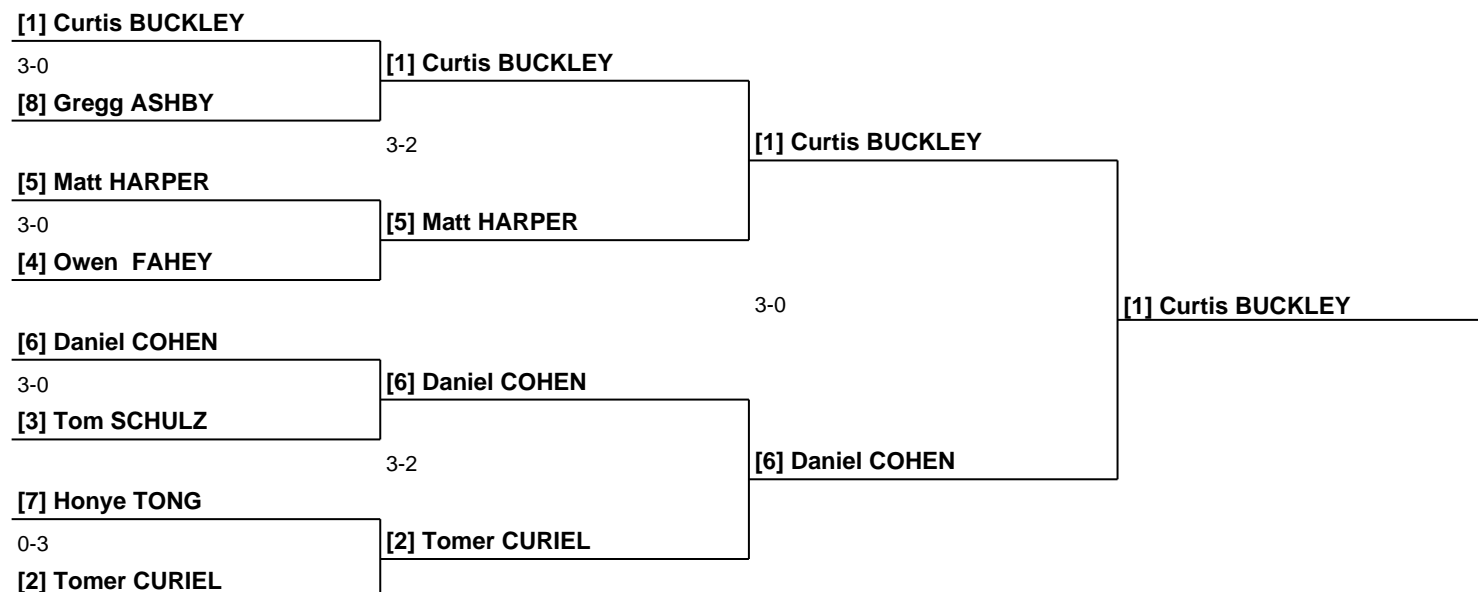 [1] Curtis BUCKLEY
3-0
[1] Curtis BUCKLEY
[8] Gregg ASHBY
3-2
[1] Curtis BUCKLEY
[5] Matt HARPER
3-0
[5] Matt HARPER
[4] Owen  FAHEY
3-0
[1] Curtis BUCKLEY
[6] Daniel COHEN
3-0
[6] Daniel COHEN
[3] Tom SCHULZ
3-2
[6] Daniel COHEN
[7] Honye TONG
0-3
[2] Tomer CURIEL
[2] Tomer CURIEL